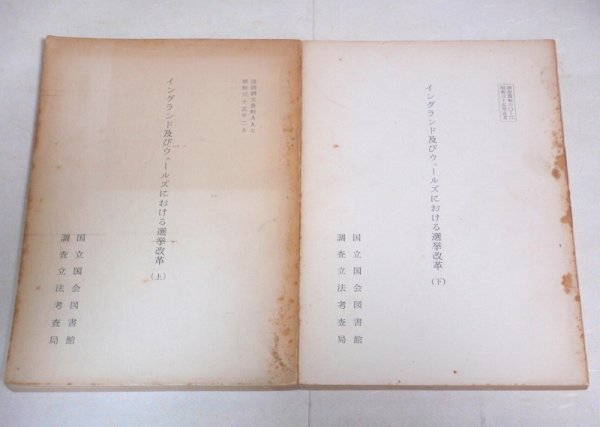 イングランド及びウェールズにおける選挙改革(上)
国立国会図書館
調査立法考査局
イングランド及びウェールズにおける選挙改革(下)
国立国会図書館
調査立法考査局